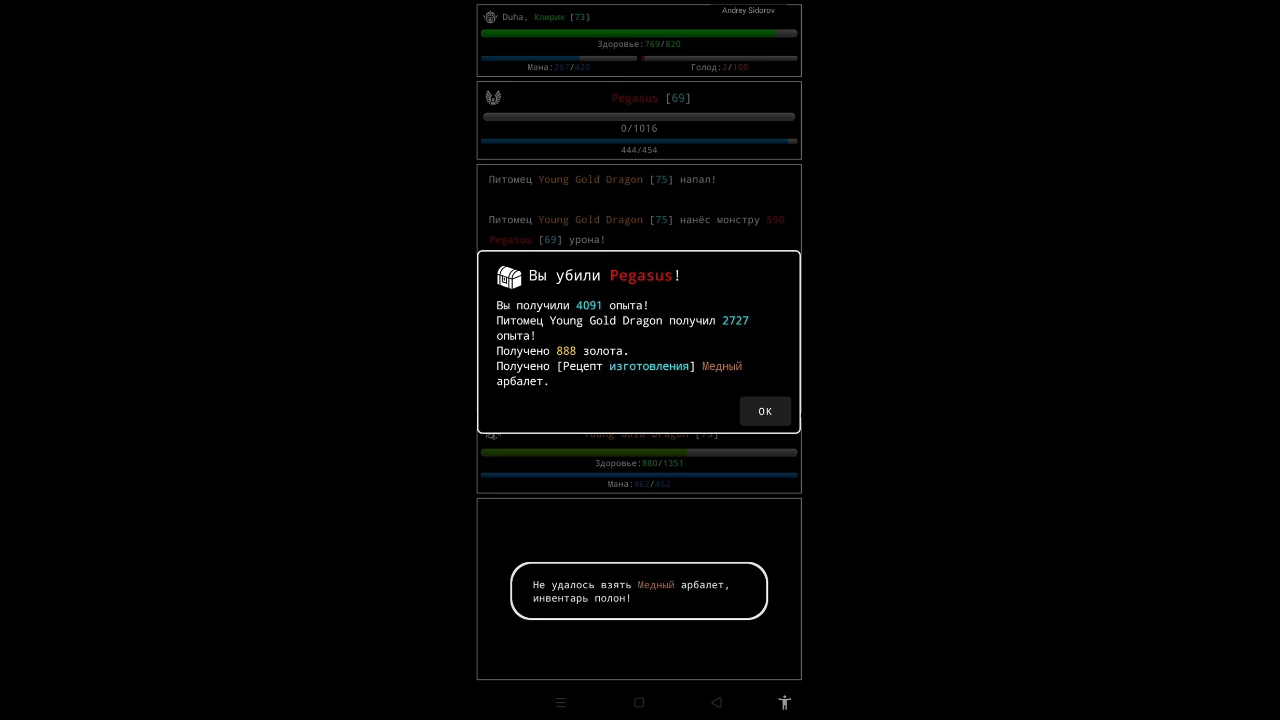 Andrey Sidorov
Duha, Клирик [73]
Здоровье:769/820
Мана:267/420
Голод:2/100
Pegasus [69]
0/1016
444/454
Питомец Young Gold Dragon [75] напал!
Питомец Young Gold Dragon [75] нанёс монстру 590
Pegasus [69] урона!
Вы убили Pegasus!
Вы получили 4091 опыта!
Питомец Young Gold Dragon получил 2727
опыта!
Получено 888 золота.
Получено [Рецепт изготовления] Медный
арбалет.
OK
Young Gold Dragon [75]
Здоровье:880/1351
Мана:462/462
Не удалось взять Медный арбалет,
инвентарь полон!